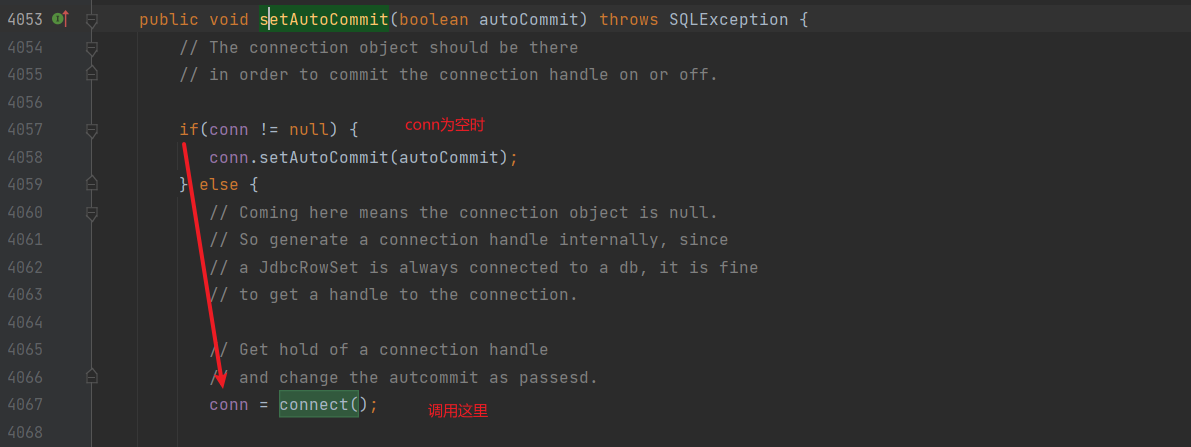 4053 public void setAutoCommit(boolean autoCommit) throws SQLException {
4054 // The connection object should be there
4055 // in order to commit the connection handle on or off.
4056
4057 if(conn != null) { conn为空时
4058 conn.setAutoCommit(autoCommit);
4059 } else {
4060 // Coming here means the connection object is null.
4061 // So generate a connection handle internally, since
4062 // a JdbcRowSet is always connected to a db, it is fine
4063 // to get a handle to the connection.
4064
4065 // Get hold of a connection handle
4066 // and change the autcommit as passesd.
4067 conn = connect(); 调用这里
4068